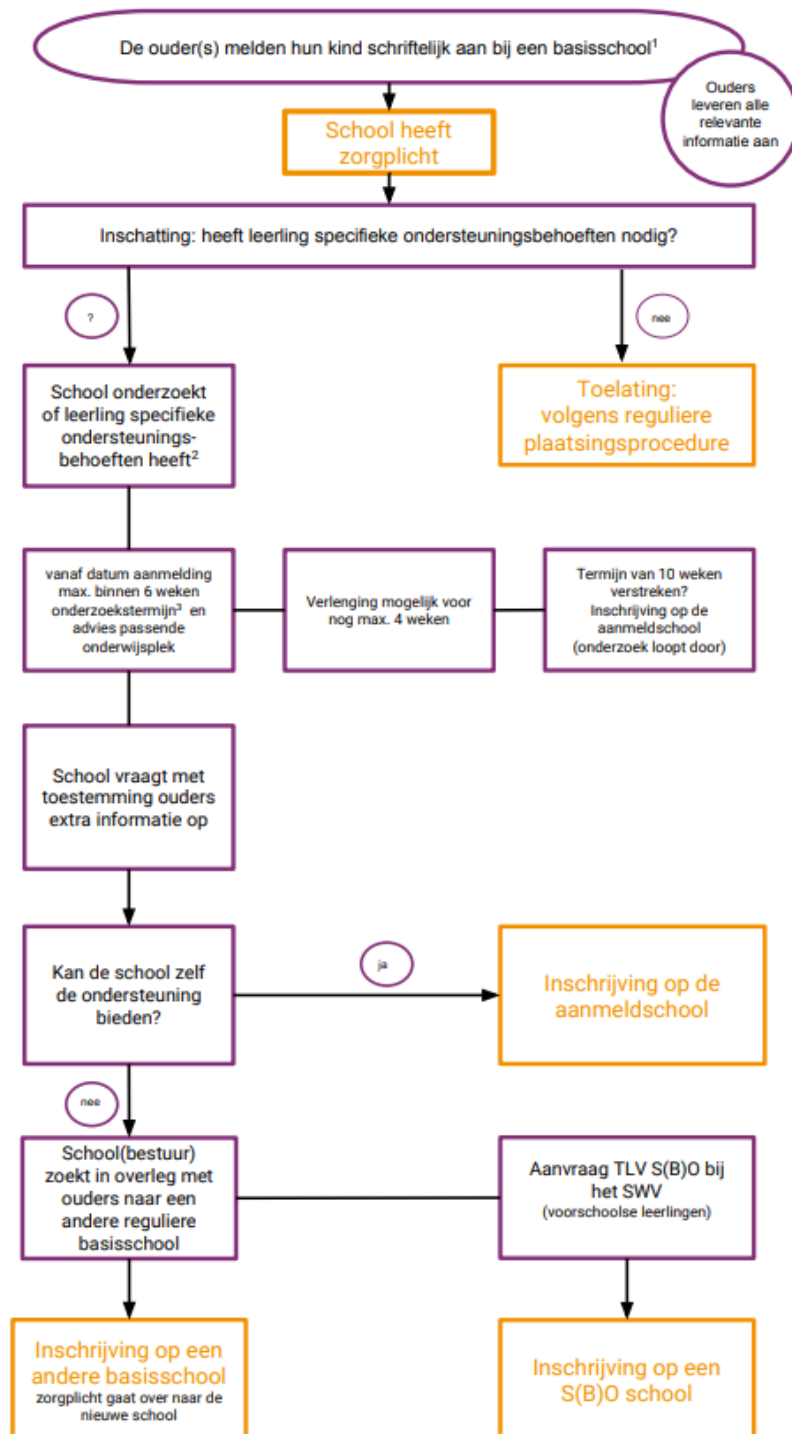 De ouder(s) melden hun kind schriftelijk aan bij een basisschool¹
Ouders
leveren alle
relevante
informatie aan
School heeft
zorgplicht
Inschatting: heeft leerling specifieke ondersteuningsbehoeften nodig?
?
nee
School onderzoekt
of leerling specifieke
ondersteunings-
behoeften heeft²
Toelating:
volgens reguliere
plaatsingsprocedure
vanaf datum aanmelding
max. binnen 6 weken
onderzoekstermijn³ en
advies passende
onderwijsplek
Verlenging mogelijk voor
nog max. 4 weken
Termijn van 10 weken
verstreken?
Inschrijving op de
aanmeldschool
(onderzoek loopt door)
School vraagt met
toestemming ouders
extra informatie op
Kan de school zelf
de ondersteuning
bieden?
ja
Inschrijving op de
aanmeldschool
nee
School(bestuur)
zoekt in overleg met
ouders naar een
andere reguliere
basisschool
Aanvraag TLV S(B)O bij
het SWV
(voorschoolse leerlingen)
Inschrijving op een
andere basisschool
zorgplicht gaat over naar de
nieuwe school
Inschrijving op een
S(B)O school